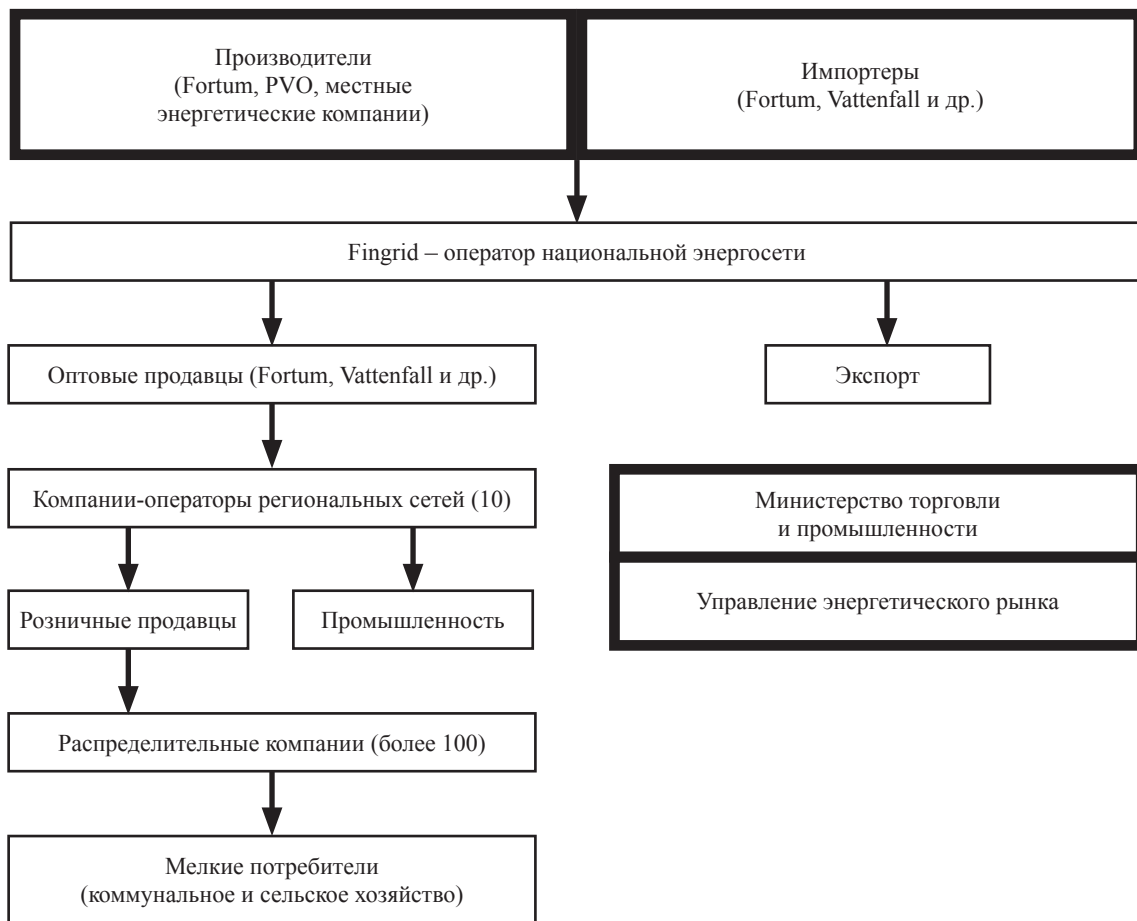 Производители
(Fortum, PVO, местные
энергетические компании)
Импортеры
(Fortum, Vattenfall и др.)
Fingrid – оператор национальной энергосети
Оптовые продавцы (Fortum, Vattenfall и др.)
Экспорт
Компании-операторы региональных сетей (10)
Министерство торговли
и промышленности
Управление энергетического рынка
Розничные продавцы
Промышленность
Распределительные компании (более 100)
Мелкие потребители
(коммунальное и сельское хозяйство)